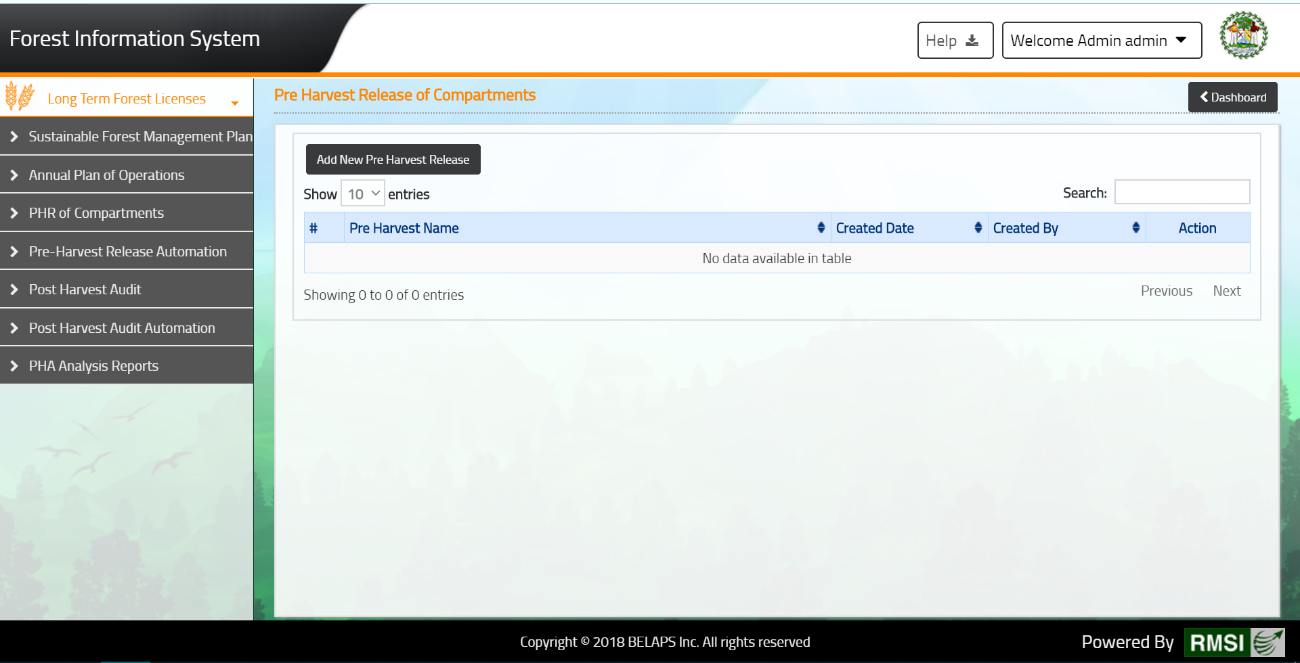 Forest Information System
Help
Welcome Admin admin
Long Term Forest Licenses
Pre Harvest Release of Compartments
Dashboard
Sustainable Forest Management Plan
Annual Plan of Operations
PHR of Compartments
Pre-Harvest Release Automation
Post Harvest Audit
Post Harvest Audit Automation
PHA Analysis Reports
Add New Pre Harvest Release
Show 10 entries
Search:
# Pre Harvest Name Created Date Created By Action
No data available in table
Showing 0 to 0 of 0 entries
Previous Next
Copyright © 2018 BELAPS Inc. All rights reserved
Powered By RMSI